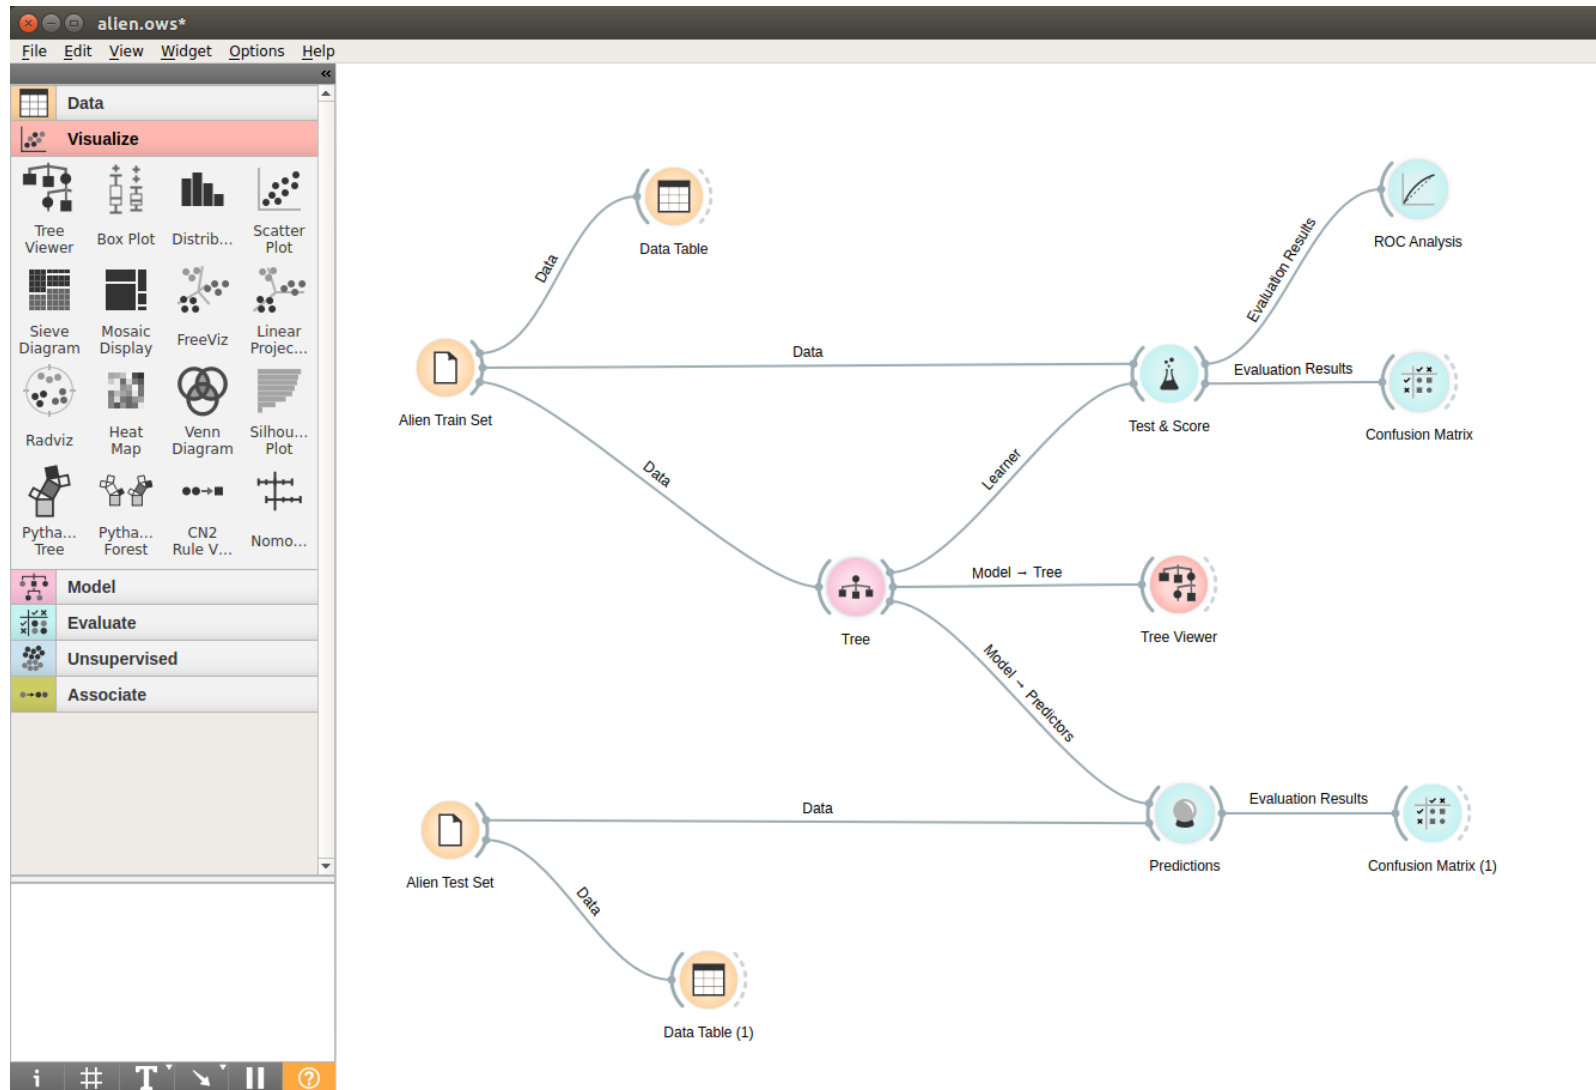 alien.ows*
File Edit View Widget Options Help
«
Data
Visualize
Tree Viewer
Box Plot
Distrib...
Scatter Plot
Sieve Diagram
Mosaic Display
FreeViz
Linear Projec...
Radviz
Heat Map
Venn Diagram
Silhou... Plot
Pytha... Tree
Pytha... Forest
CN2 Rule V...
Nomo...
Model
Evaluate
Unsupervised
Associate
Data Table
ROC Analysis
Data
Evaluation Results
Data
Evaluation Results
Alien Train Set
Test & Score
Confusion Matrix
Data
Learner
Model → Tree
Tree
Tree Viewer
Model → Predictors
Data
Evaluation Results
Alien Test Set
Predictions
Confusion Matrix (1)
Data
Data Table (1)